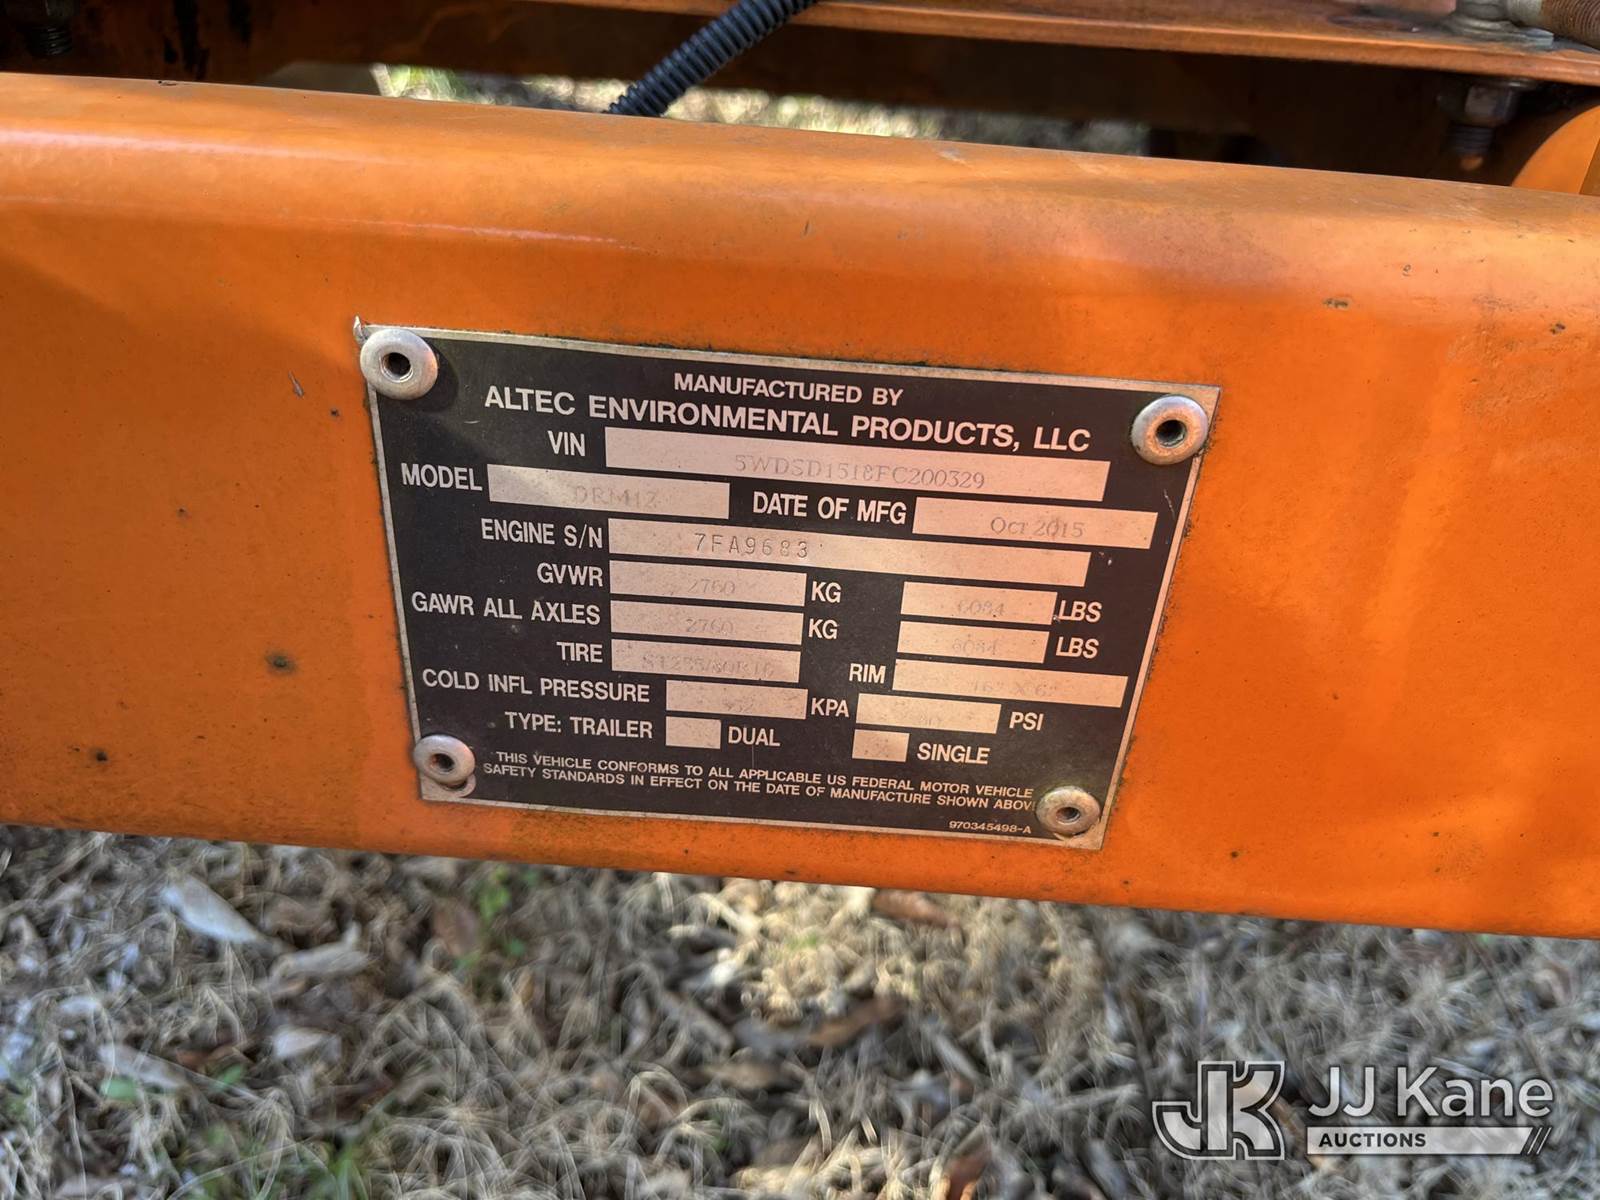 MANUFACTURED BY
ALTEC ENVIRONMENTAL PRODUCTS, LLC
VIN 5WDSD1518FC200329
MODEL DATE OF MFG OCT 2015
ENGINE S/N 7FA9683
GVWR 2760 KG 6084 LBS
GAWR ALL AXLES 2760 KG 6084 LBS
TIRE RIM
COLD INFL PRESSURE KPA PSI
TYPE: TRAILER DUAL X SINGLE
THIS VEHICLE CONFORMS TO ALL APPLICABLE US FEDERAL MOTOR VEHICLE
SAFETY STANDARDS IN EFFECT ON THE DATE OF MANUFACTURE SHOWN
970345498-A
JJ Kane
AUCTIONS